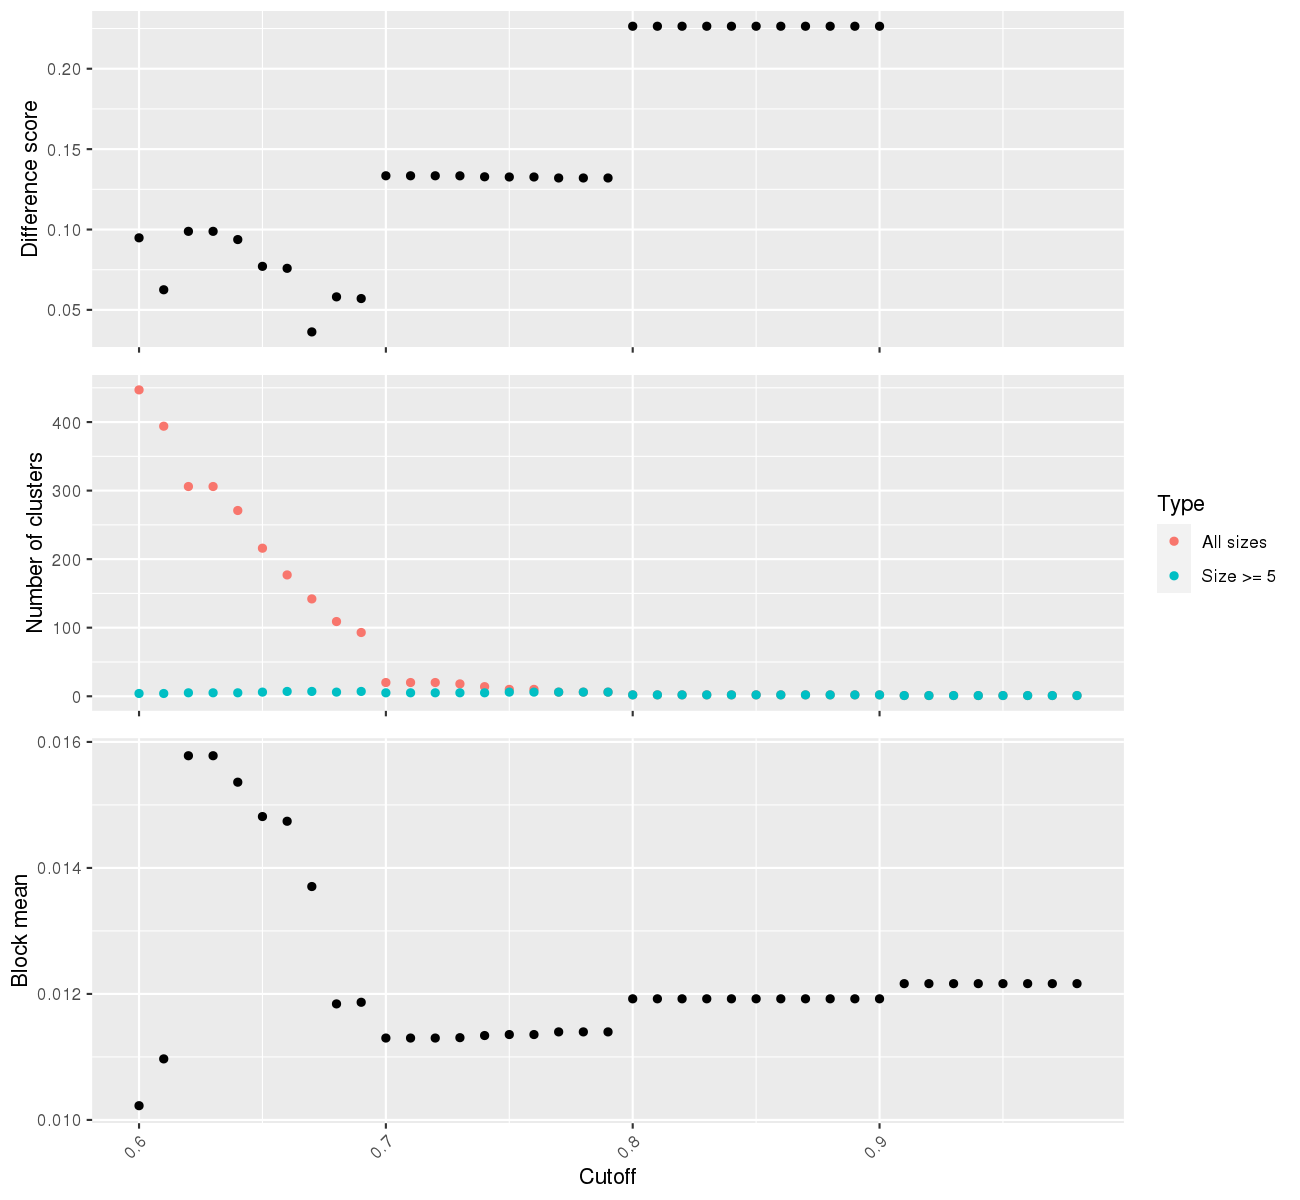 Difference score
0.20
0.15
0.10
0.05
Number of clusters
400
300
200
100
0
Type
All sizes
Size >= 5
Block mean
0.016
0.014
0.012
0.010
0.6
0.7
0.8
0.9
Cutoff